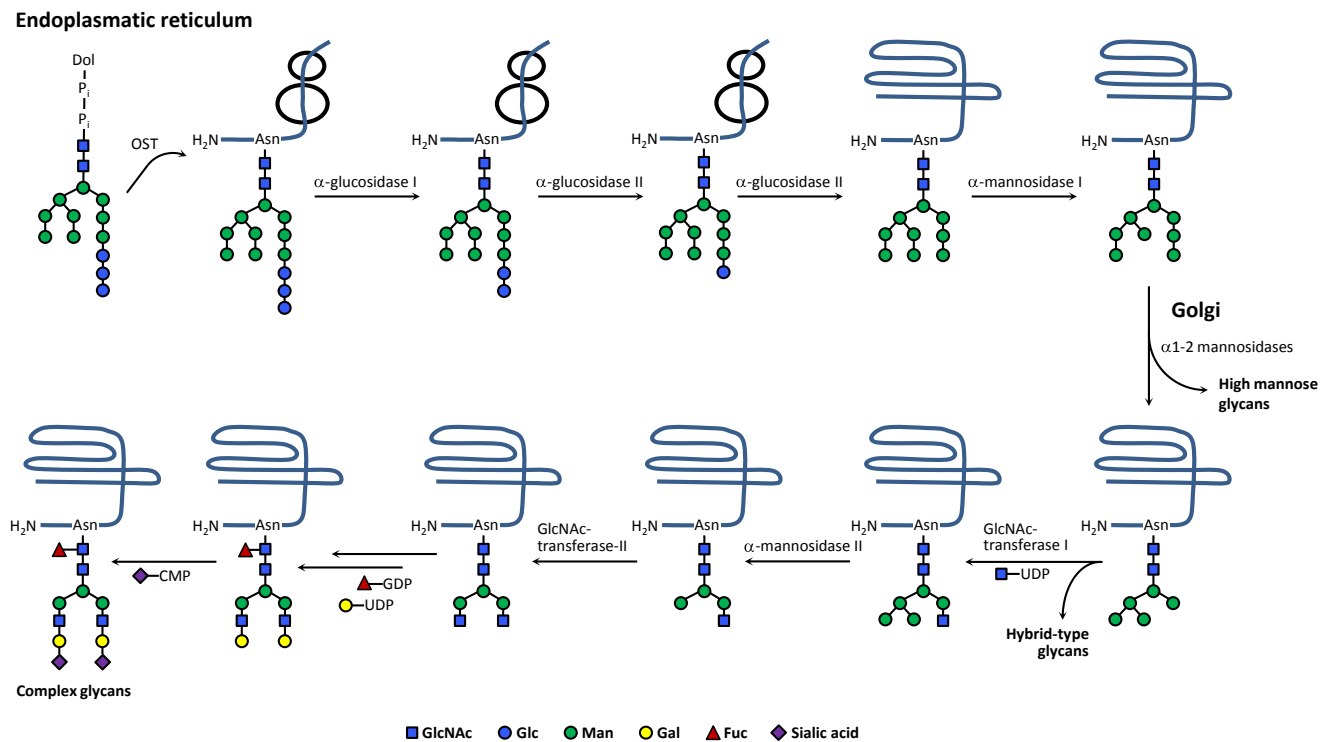 Endoplasmatic reticulum
Dol
Pi
Pi
OST
H2N
Asn
α-glucosidase I
H2N
Asn
α-glucosidase II
H2N
Asn
α-glucosidase II
H2N
Asn
α-mannosidase I
H2N
Asn
Golgi
α1-2 mannosidases
High mannose
glycans
H2N
Asn
CMP
Complex glycans
H2N
Asn
GDP
UDP
H2N
Asn
GlcNAc-
transferase-II
H2N
Asn
α-mannosidase II
H2N
Asn
GlcNAc-
transferase I
UDP
Hybrid-type
glycans
H2N
Asn
GlcNAc
Glc
Man
Gal
Fuc
Sialic acid